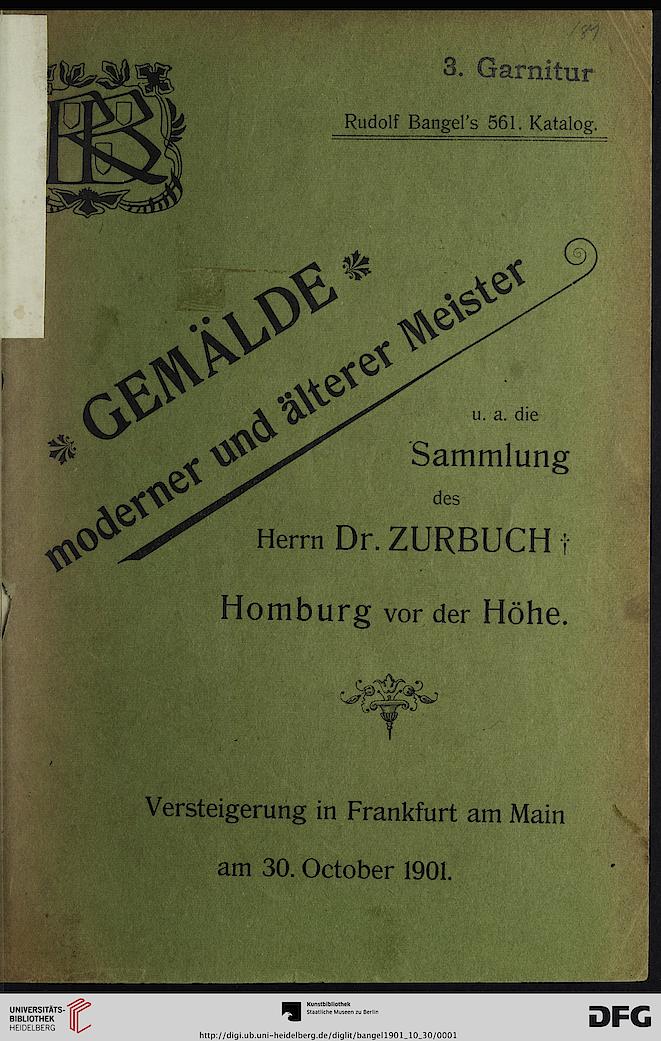 189
3. Garnitur
Rudolf Bangel's 561. Katalog.
RB
GEMÄLDE
moderner und älterer Meister
u. a. die
Sammlung
des
Herrn Dr. ZURBUCH †
Homburg vor der Höhe.
Versteigerung in Frankfurt am Main
am 30. October 1901.
UNIVERSITÄTS-
BIBLIOTHEK
HEIDELBERG
Kunstbibliothek
Staatliche Museen zu Berlin
DFG
http://digi.ub.uni-heidelberg.de/diglit/bangel1901_10_30/0001